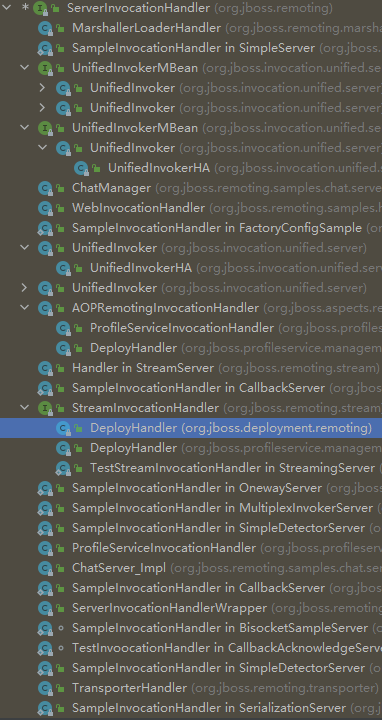 * ServerInvocationHandler (org.jboss.remoting)
MarshallerLoaderHandler (org.jboss.remoting.marsh
SampleInvocationHandler in SimpleServer (org.jboss
UnifiedInvokerMBean (org.jboss.invocation.unified.se
UnifiedInvoker (org.jboss.invocation.unified.server
UnifiedInvoker (org.jboss.invocation.unified.server
UnifiedInvokerMBean (org.jboss.invocation.unified.se
UnifiedInvoker (org.jboss.invocation.unified.server
UnifiedInvokerHA (org.jboss.invocation.unified.
ChatManager (org.jboss.remoting.samples.chat.serve
WebInvocationHandler (org.jboss.remoting.samples.h
SampleInvocationHandler in FactoryConfigSample (or
UnifiedInvoker (org.jboss.invocation.unified.server)
UnifiedInvokerHA (org.jboss.invocation.unified.ser
UnifiedInvoker (org.jboss.invocation.unified.server)
AOPRemotingInvocationHandler (org.jboss.aspects.re
ProfileServiceInvocationHandler (org.jboss.profiles
DeployHandler (org.jboss.profileservice.managem
Handler in StreamServer (org.jboss.remoting.stream)
SampleInvocationHandler in CallbackServer (org.jbos
StreamInvocationHandler (org.jboss.remoting.stream
DeployHandler (org.jboss.deployment.remoting)
DeployHandler (org.jboss.profileservice.managem
TestStreamInvocationHandler in StreamingServer (
SampleInvocationHandler in OnewayServer (org.jbos
SampleInvocationHandler in MultiplexInvokerServer (
SampleInvocationHandler in SimpleDetectorServer (o
ProfileServiceInvocationHandler (org.jboss.profileserv
ChatServer_Impl (org.jboss.remoting.samples.chat.se
SampleInvocationHandler in CallbackServer (org.jbos
ServerInvocationHandlerWrapper (org.jboss.remoting
SampleInvocationHandler in BisocketSampleServer (or
TestInvoocationHandler in CallbackAcknowledgeServe
SampleInvocationHandler in SimpleDetectorServer (o
TransporterHandler (org.jboss.remoting.transporter)
SampleInvocationHandler in SerializationServer (org.j